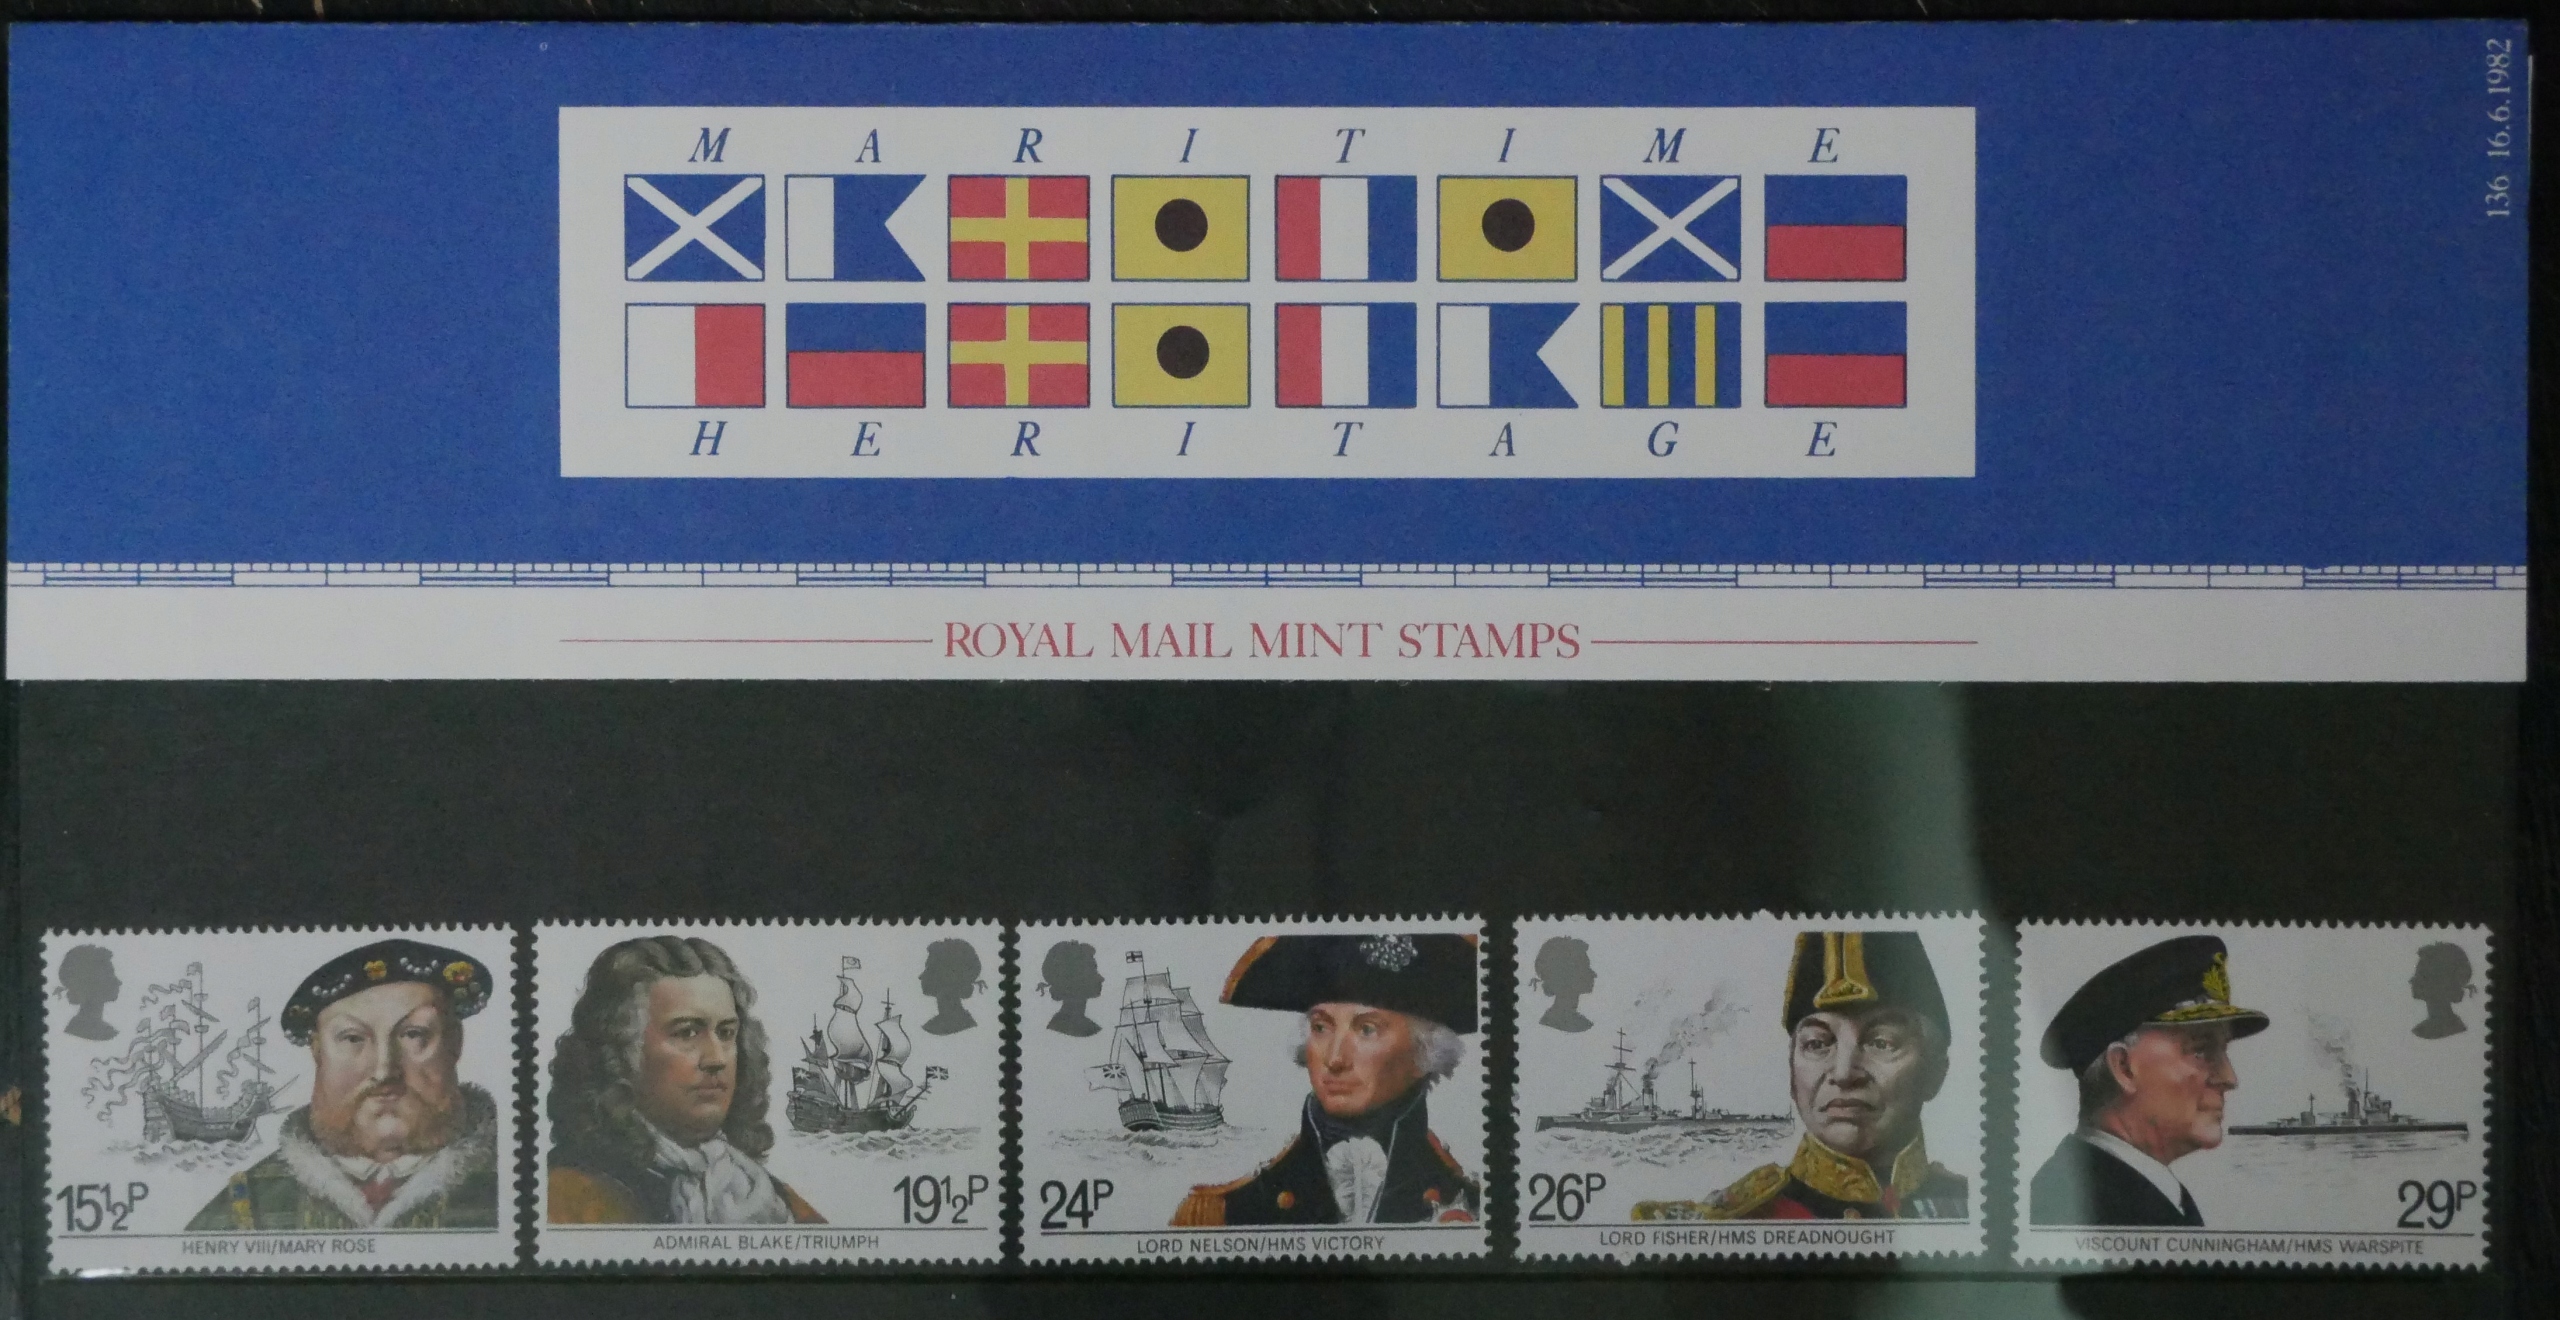 136 16.6.1982
M A R I T I M E
H E R I T A G E
ROYAL MAIL MINT STAMPS
15½P
HENRY VIII/MARY ROSE
19½P
ADMIRAL BLAKE/TRIUMPH
24P
LORD NELSON/HMS VICTORY
26P
LORD FISHER/HMS DREADNOUGHT
29P
VISCOUNT CUNNINGHAM/HMS WARSPITE